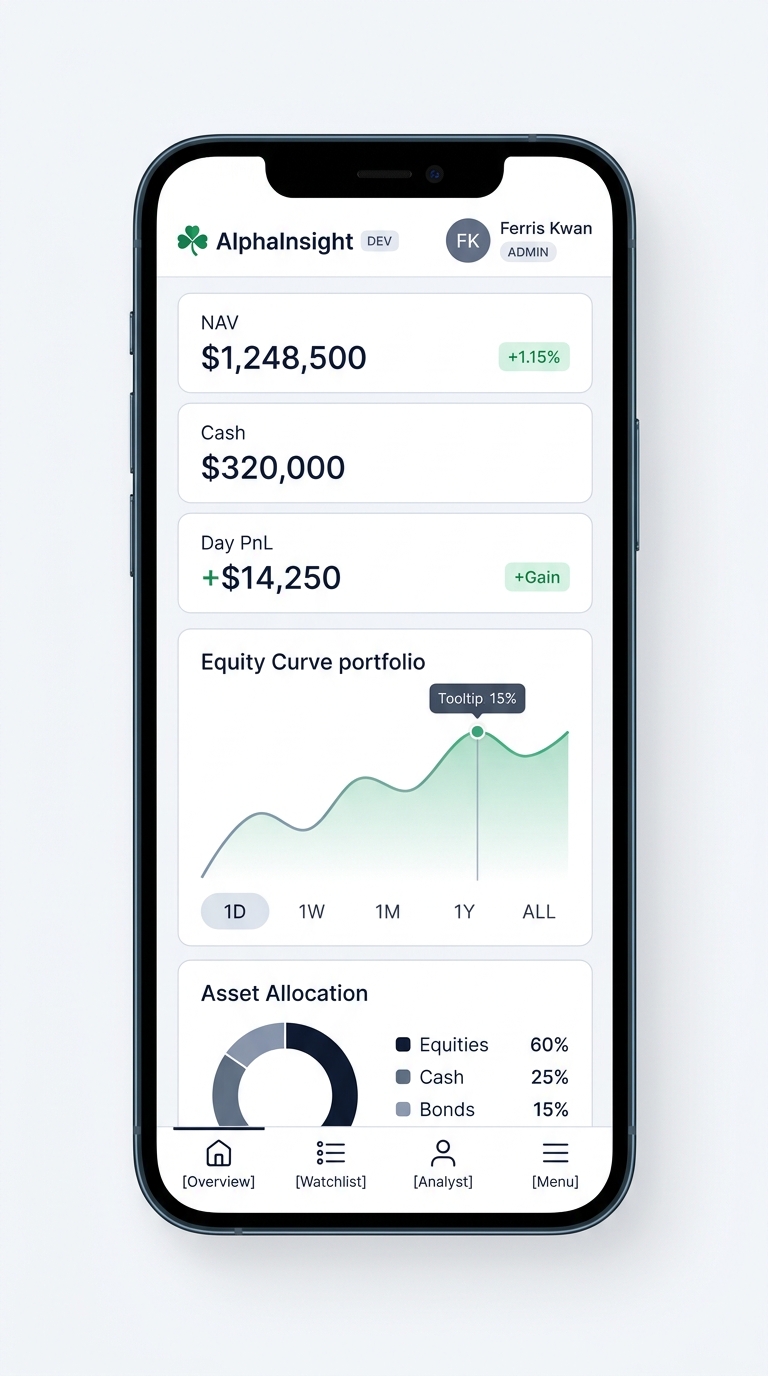 AlphaInsight DEV
FK
Ferris Kwan
ADMIN
NAV
$1,248,500
+1.15%
Cash
$320,000
Day PnL
+$14,250
+Gain
Equity Curve portfolio
Tooltip 15%
1D 1W 1M 1Y ALL
Asset Allocation
Equities 60%
Cash 25%
Bonds 15%
[Overview] [Watchlist] [Analyst] [Menu]